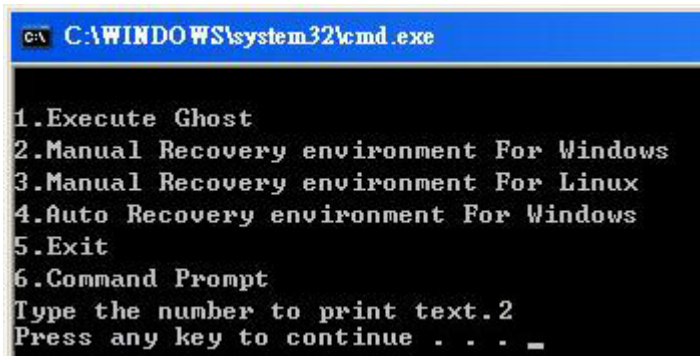 C:\WINDOWS\system32\cmd.exe
1.Execute Ghost
2.Manual Recovery environment For Windows
3.Manual Recovery environment For Linux
4.Auto Recovery environment For Windows
5.Exit
6.Command Prompt
Type the number to print text.2
Press any key to continue . . . _